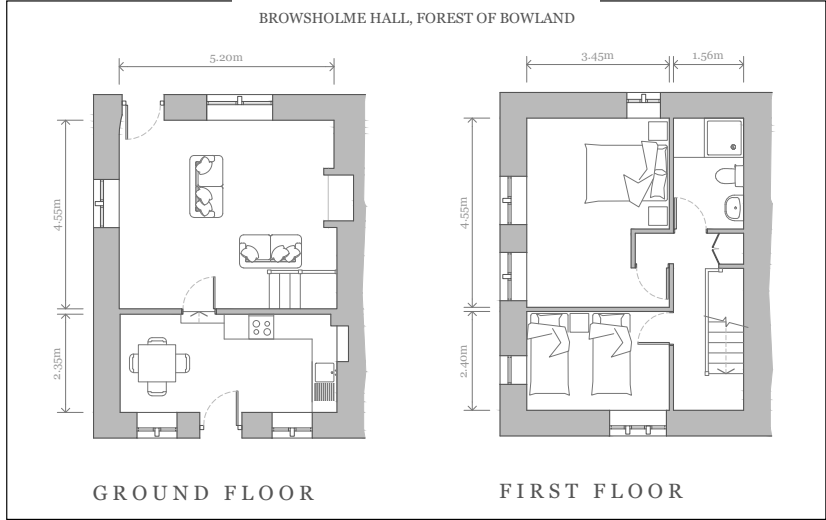 BROWSHOLME HALL, FOREST OF BOWLAND
5.20m
3.45m
1.56m
4.55m
4.55m
2.35m
2.40m
GROUND FLOOR
FIRST FLOOR